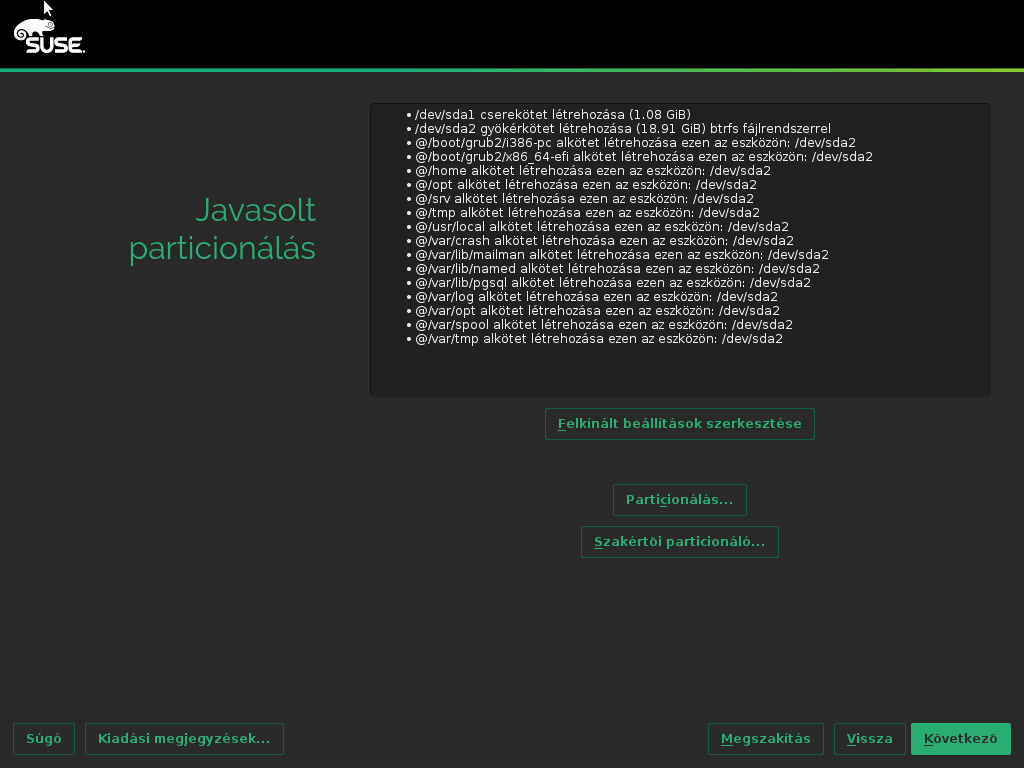 SUSE.
Javasolt
particionálás
• /dev/sda1 cserekötet létrehozása (1.08 GiB)
• /dev/sda2 gyökérkötet létrehozása (18.91 GiB) btrfs fájlrendszerrel
• @/boot/grub2/i386-pc alkötet létrehozása ezen az eszközön: /dev/sda2
• @/boot/grub2/x86_64-efi alkötet létrehozása ezen az eszközön: /dev/sda2
• @/home alkötet létrehozása ezen az eszközön: /dev/sda2
• @/opt alkötet létrehozása ezen az eszközön: /dev/sda2
• @/srv alkötet létrehozása ezen az eszközön: /dev/sda2
• @/tmp alkötet létrehozása ezen az eszközön: /dev/sda2
• @/usr/local alkötet létrehozása ezen az eszközön: /dev/sda2
• @/var/crash alkötet létrehozása ezen az eszközön: /dev/sda2
• @/var/lib/mailman alkötet létrehozása ezen az eszközön: /dev/sda2
• @/var/lib/named alkötet létrehozása ezen az eszközön: /dev/sda2
• @/var/lib/pgsql alkötet létrehozása ezen az eszközön: /dev/sda2
• @/var/log alkötet létrehozása ezen az eszközön: /dev/sda2
• @/var/opt alkötet létrehozása ezen az eszközön: /dev/sda2
• @/var/spool alkötet létrehozása ezen az eszközön: /dev/sda2
• @/var/tmp alkötet létrehozása ezen az eszközön: /dev/sda2
Felkínált beállítások szerkesztése
Particionálás...
Szakértői particionáló...
Súgó
Kiadási megjegyzések...
Megszakítás
Vissza
Következő